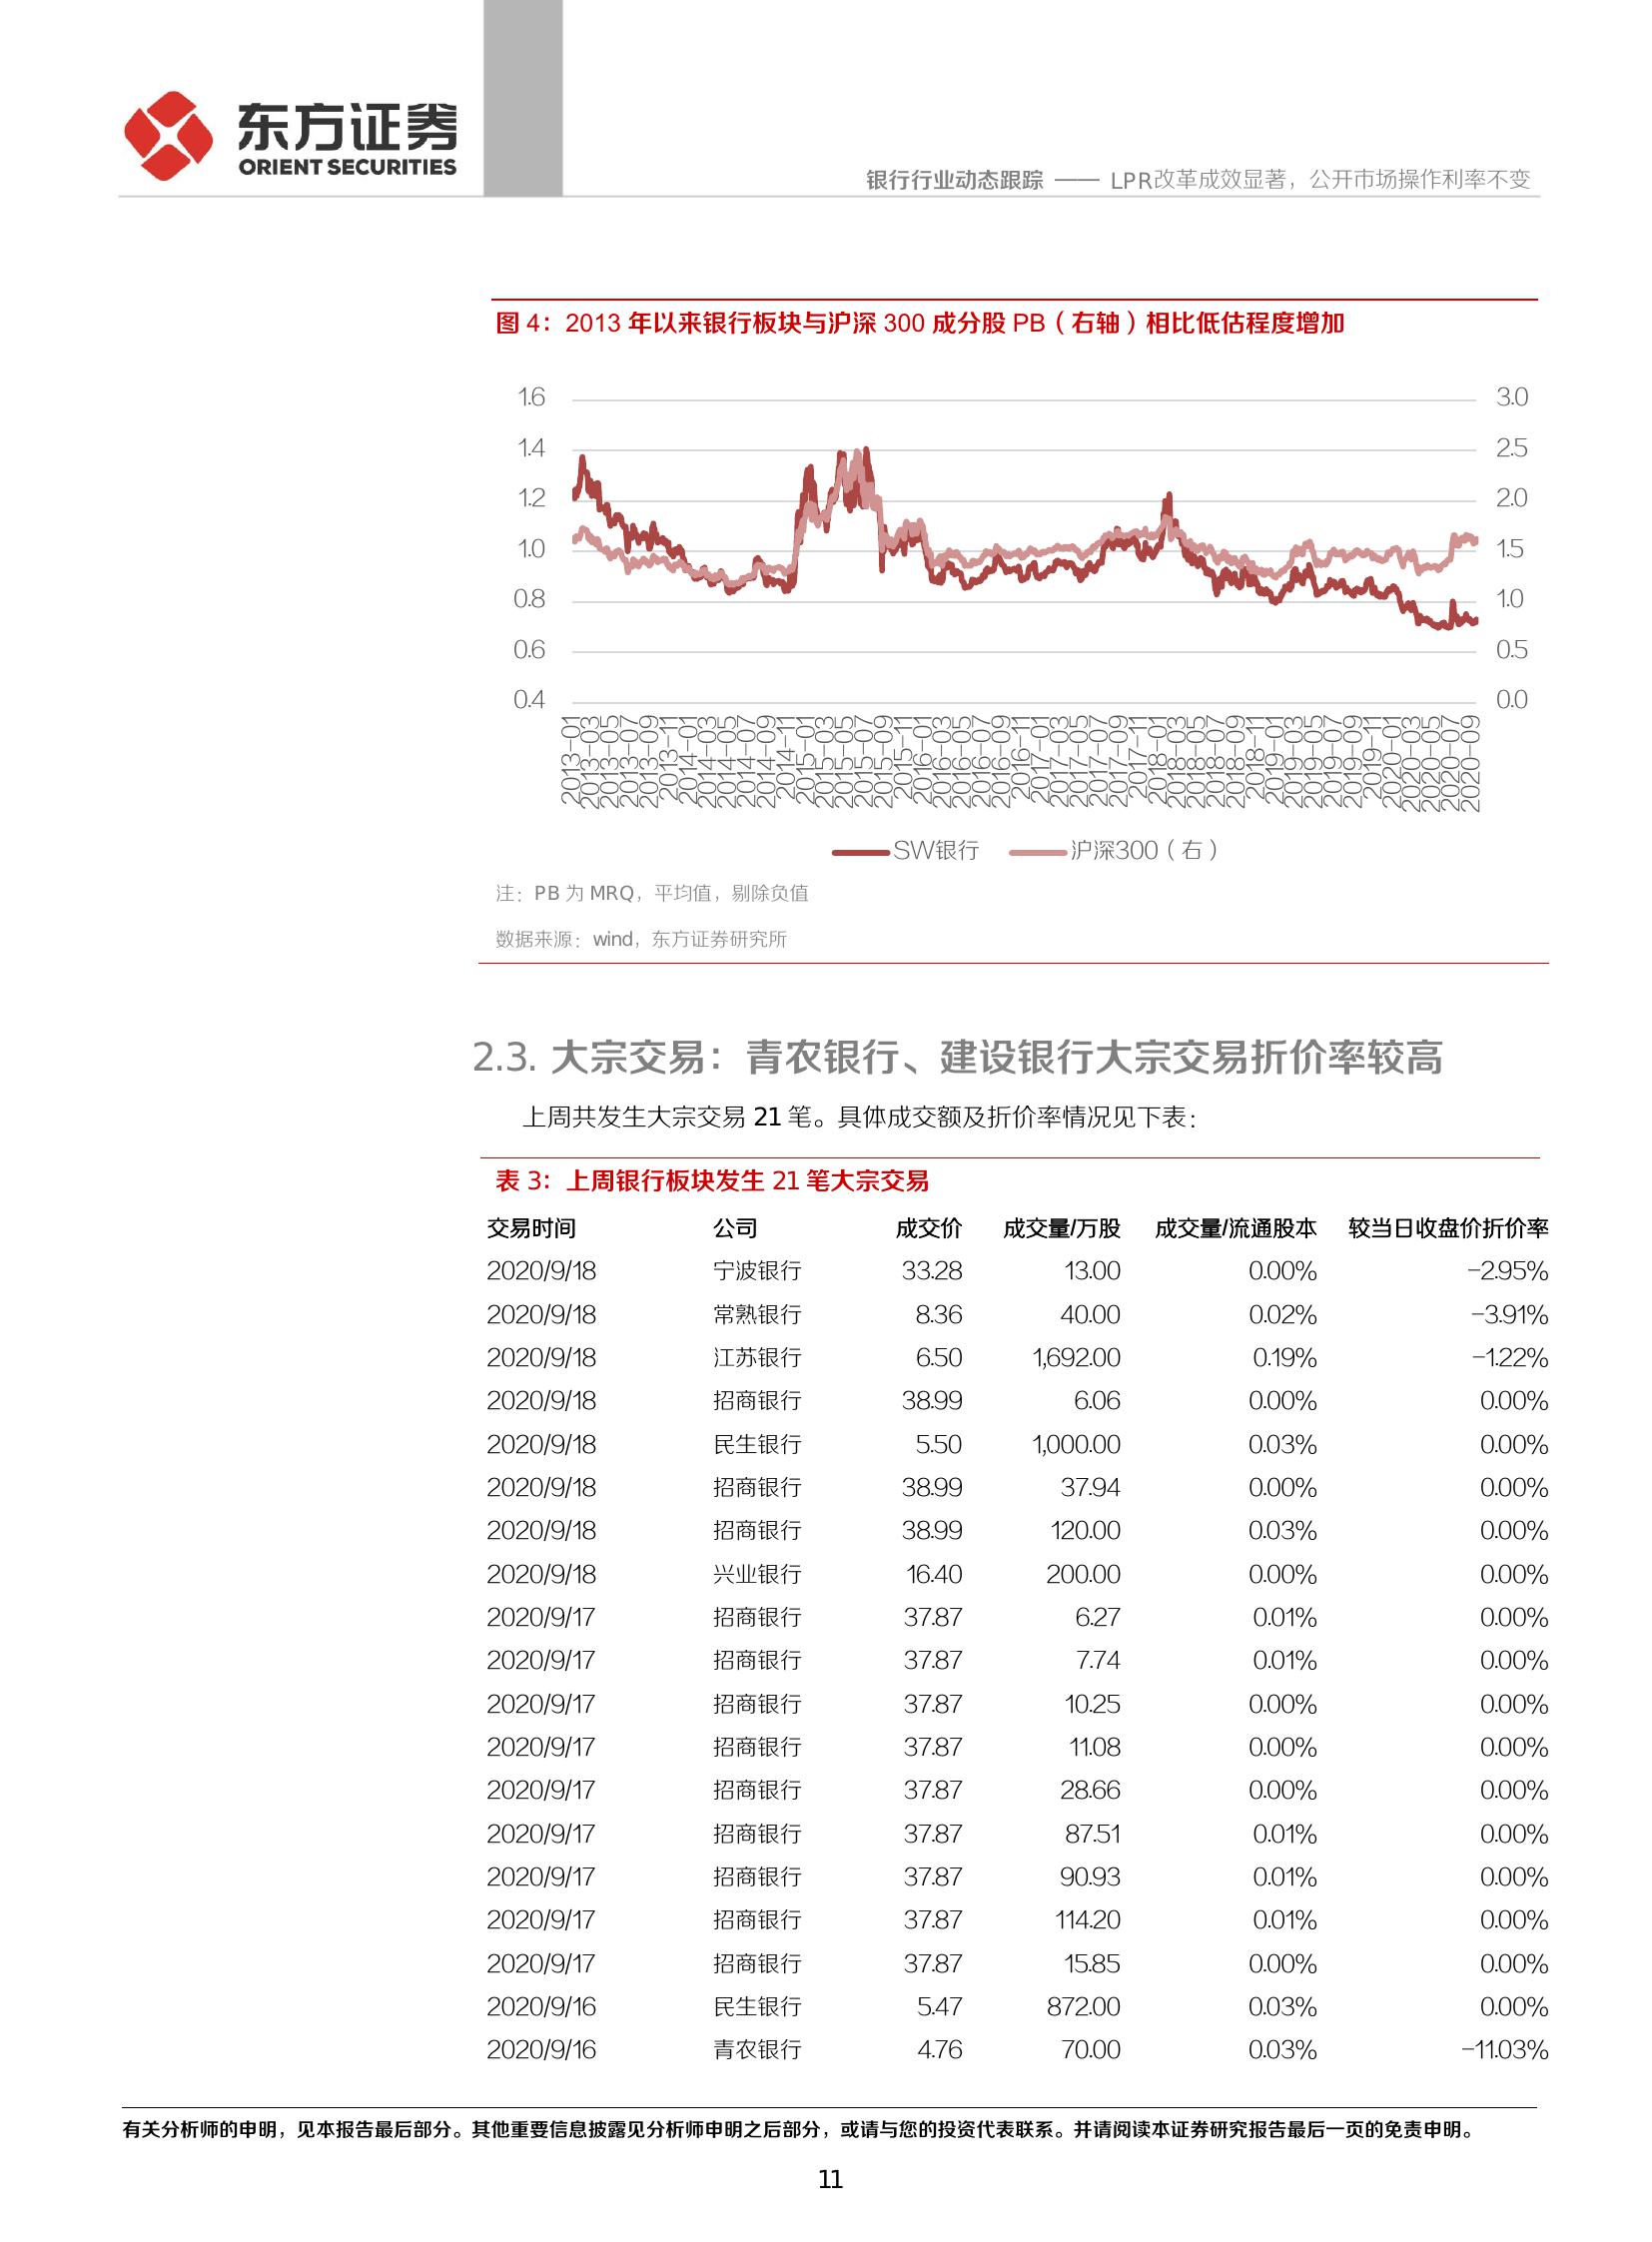 东方证券
ORIENT SECURITIES
银行行业动态跟踪 —— LPR改革成效显著，公开市场操作利率不变
图 4：2013 年以来银行板块与沪深 300 成分股 PB（右轴）相比低估程度增加
1.6 3.0
1.4 2.5
1.2 2.0
1.0 1.5
0.8 1.0
0.6 0.5
0.4 0.0
2013-01 2013-03 2013-05 2013-07 2013-09 2013-11 2014-01 2014-03 2014-05 2014-07 2014-09 2014-11 2015-01 2015-03 2015-05 2015-07 2015-09 2015-11 2016-01 2016-03 2016-05 2016-07 2016-09 2016-11 2017-01 2017-03 2017-05 2017-07 2017-09 2017-11 2018-01 2018-03 2018-05 2018-07 2018-09 2018-11 2019-01 2019-03 2019-05 2019-07 2019-09 2019-11 2020-01 2020-03 2020-05 2020-07 2020-09
SW银行 沪深300（右）
注：PB 为 MRQ，平均值，剔除负值
数据来源：wind，东方证券研究所
2.3. 大宗交易：青农银行、建设银行大宗交易折价率较高
上周共发生大宗交易 21 笔。具体成交额及折价率情况见下表：
表 3：上周银行板块发生 21 笔大宗交易
交易时间 公司 成交价 成交量/万股 成交量/流通股本 较当日收盘价折价率
2020/9/18 宁波银行 33.28 13.00 0.00% -2.95%
2020/9/18 常熟银行 8.36 40.00 0.02% -3.91%
2020/9/18 江苏银行 6.50 1,692.00 0.19% -1.22%
2020/9/18 招商银行 38.99 6.06 0.00% 0.00%
2020/9/18 民生银行 5.50 1,000.00 0.03% 0.00%
2020/9/18 招商银行 38.99 37.94 0.00% 0.00%
2020/9/18 招商银行 38.99 120.00 0.03% 0.00%
2020/9/18 兴业银行 16.40 200.00 0.00% 0.00%
2020/9/17 招商银行 37.87 6.27 0.01% 0.00%
2020/9/17 招商银行 37.87 7.74 0.01% 0.00%
2020/9/17 招商银行 37.87 10.25 0.00% 0.00%
2020/9/17 招商银行 37.87 11.08 0.00% 0.00%
2020/9/17 招商银行 37.87 28.66 0.00% 0.00%
2020/9/17 招商银行 37.87 87.51 0.01% 0.00%
2020/9/17 招商银行 37.87 90.93 0.01% 0.00%
2020/9/17 招商银行 37.87 114.20 0.01% 0.00%
2020/9/17 招商银行 37.87 15.85 0.00% 0.00%
2020/9/16 民生银行 5.47 872.00 0.03% 0.00%
2020/9/16 青农银行 4.76 70.00 0.03% -11.03%
有关分析师的申明，见本报告最后部分。其他重要信息披露见分析师申明之后部分，或请与您的投资代表联系。并请阅读本证券研究报告最后一页的免责申明。
11